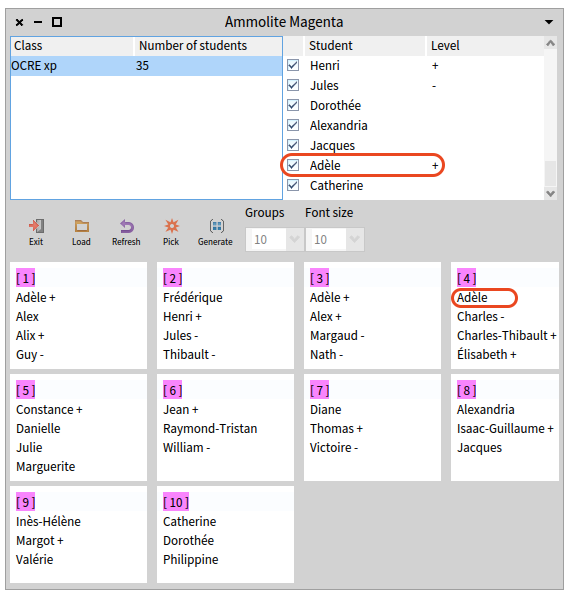 Ammolite Magenta
Class Number of students
OCRE xp 35
Student Level
Henri +
Jules -
Dorothée
Alexandria
Jacques
Adèle +
Catherine
Exit
Load
Refresh
Pick
Generate
Groups
10
Font size
10
[ 1 ]
Adèle +
Alex
Alix +
Guy -
[ 2 ]
Frédérique
Henri +
Jules -
Thibault -
[ 3 ]
Adèle +
Alex +
Margaud -
Nath -
[ 4 ]
Adèle
Charles -
Charles-Thibault +
Élisabeth +
[ 5 ]
Constance +
Danielle
Julie
Marguerite
[ 6 ]
Jean +
Raymond-Tristan
William -
[ 7 ]
Diane
Thomas +
Victoire -
[ 8 ]
Alexandria
Isaac-Guillaume +
Jacques
[ 9 ]
Inès-Hélène
Margot +
Valérie
[ 10 ]
Catherine
Dorothée
Philippine